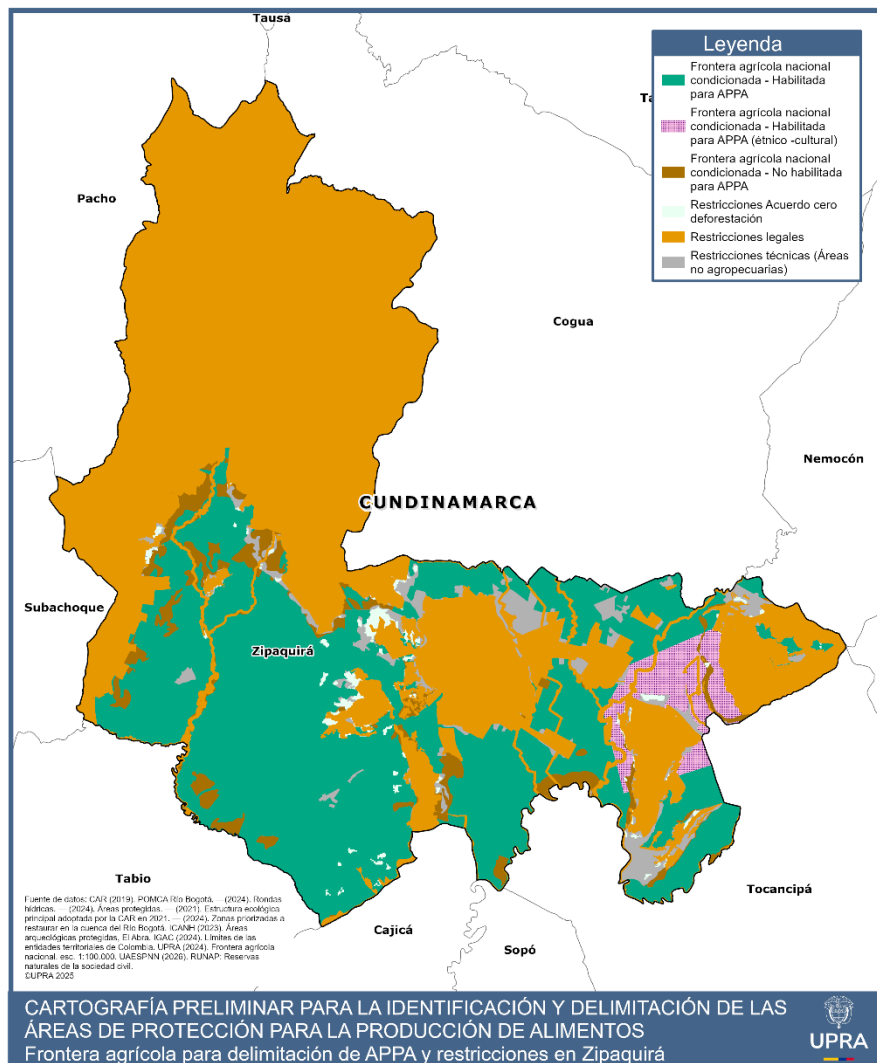 Tausá
Leyenda
Frontera agrícola nacional
condicionada - Habilitada
para APPA
Ta
Frontera agrícola nacional
condicionada - Habilitada
para APPA (étnico -cultural)
Frontera agrícola nacional
condicionada - No habilitada
para APPA
Restricciones Acuerdo cero
deforestación
Restricciones legales
Restricciones técnicas (Áreas
no agropecuarias)
Pacho
Cogua
Nemocón
CUNDINAMARCA
Subachoque
Zipaquirá
Tabio
Tocancipá
Cajicá
Sopó
Fuente de datos: CAR (2019). POMCA Río Bogotá. —(2024). Rondas
hídricas. — (2024). Áreas protegidas. — (2021). Estructura ecológica
principal adoptada por la CAR en 2021. — (2024). Zonas priorizadas a
restaurar en la cuenca del Río Bogotá. ICANH (2023). Áreas
arqueológicas protegidas, El Abra. IGAC (2024). Límites de las
entidades territoriales de Colombia. UPRA (2024). Frontera agrícola
nacional. esc. 1:100.000. UAESPNN (2026). RUNAP: Reservas
naturales de la sociedad civil.
©UPRA 2025
CARTOGRAFÍA PRELIMINAR PARA LA IDENTIFICACIÓN Y DELIMITACIÓN DE LAS
ÁREAS DE PROTECCIÓN PARA LA PRODUCCIÓN DE ALIMENTOS
Frontera agrícola para delimitación de APPA y restricciones en Zipaquirá
UPRA